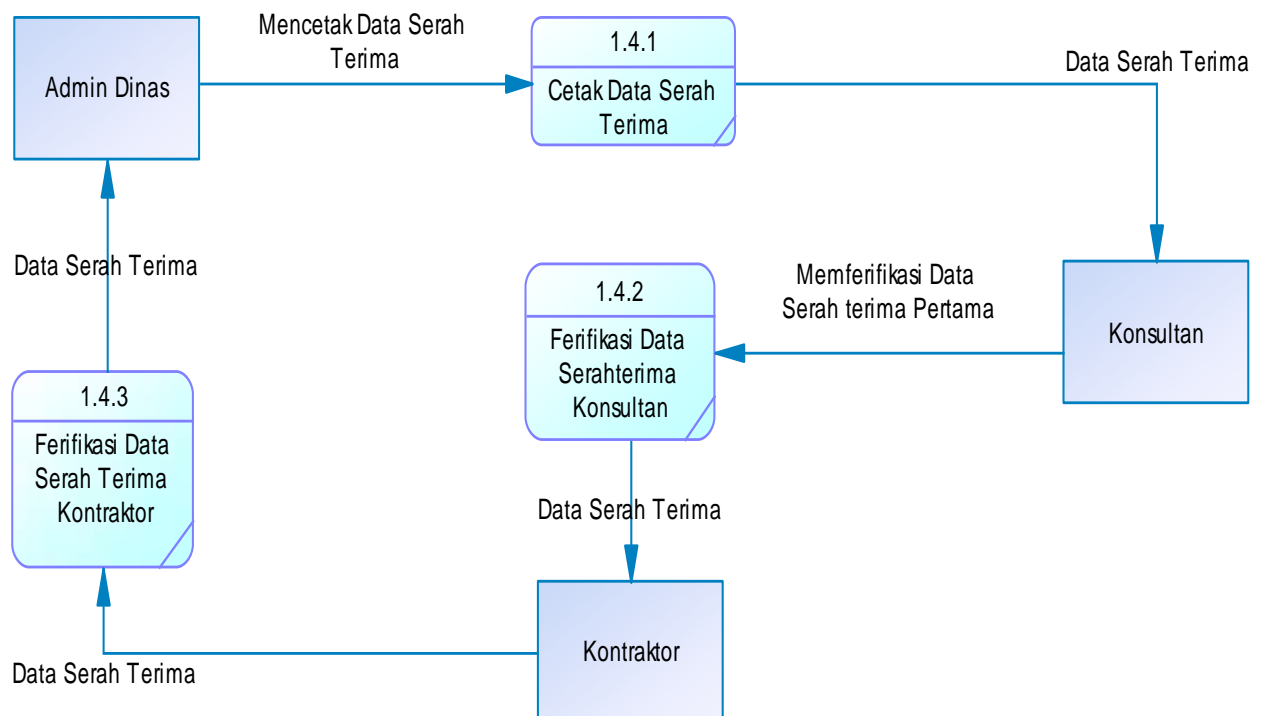 Mencetak Data Serah
Terima
Admin Dinas
1.4.1
Cetak Data Serah
Terima
Data Serah Terima
Data Serah Terima
Memferifikasi Data
Serah terima Pertama
Konsultan
1.4.2
Ferifikasi Data
Serahterima
Konsultan
1.4.3
Ferifikasi Data
Serah Terima
Kontraktor
Data Serah Terima
Kontraktor
Data Serah Terima